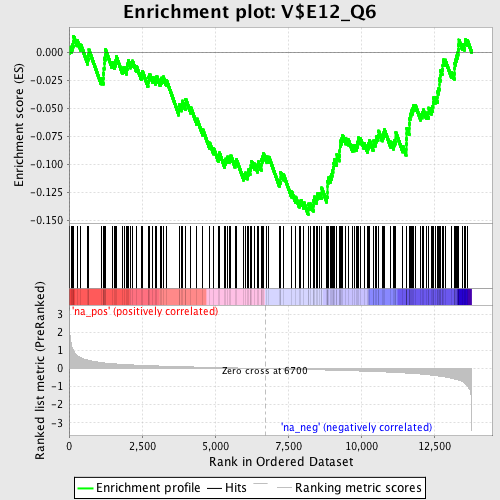 Enrichment plot: V$E12_Q6
Enrichment score (ES)
0.000
-0.025
-0.050
-0.075
-0.100
-0.125
-0.150
'na_pos' (positively correlated)
Ranked list metric (PreRanked)
3
2
1
0
-1
-2
-3
Zero cross at 6700
'na_neg' (negatively correlated)
0
2,500
5,000
7,500
10,000
12,500
Rank in Ordered Dataset
Enrichment profile
Hits
Ranking metric scores